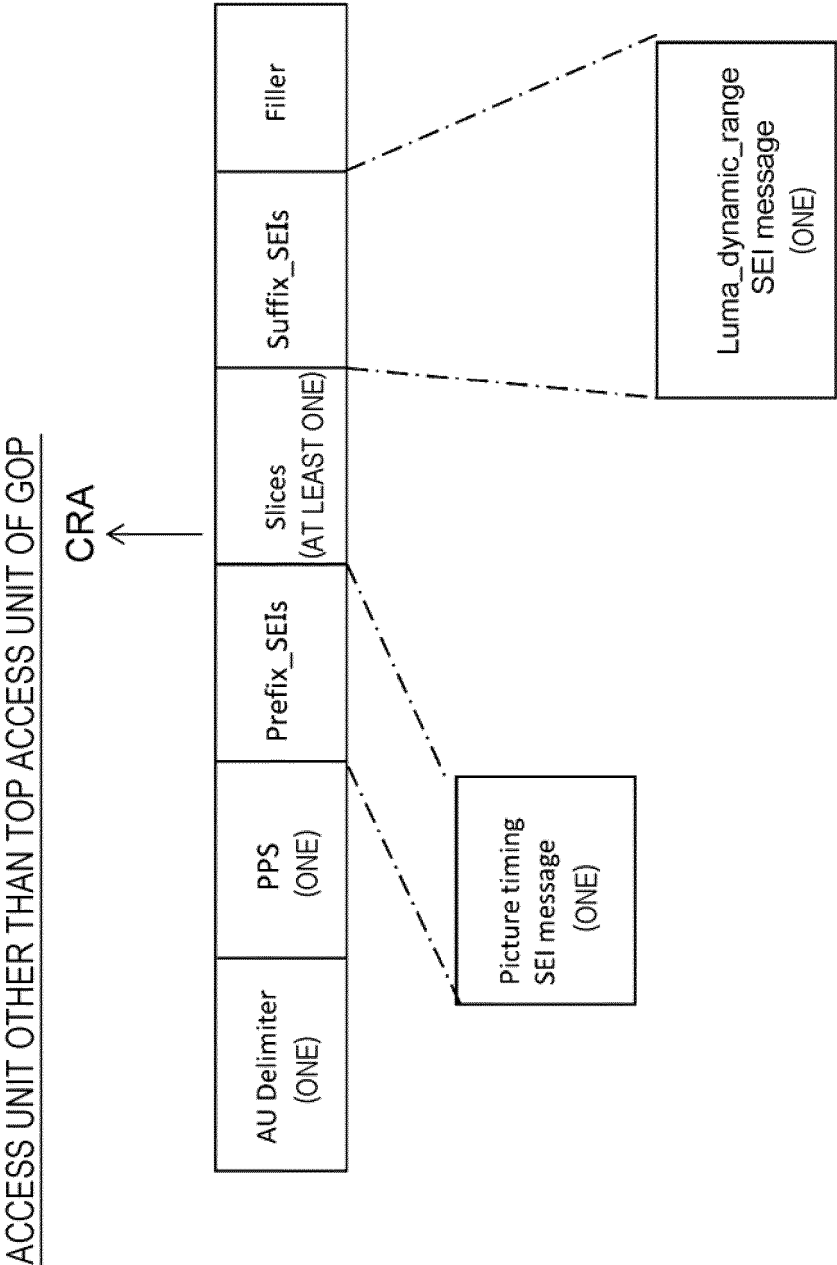 ACCESS UNIT OTHER THAN TOP ACCESS UNIT OF GOP
CRA
AU Delimiter
(ONE)
PPS
(ONE)
Prefix_SEIs
Slices
(AT LEAST ONE)
Suffix_SEIs
Filler
Picture timing
SEI message
(ONE)
Luma_dynamic_range
SEI message
(ONE)